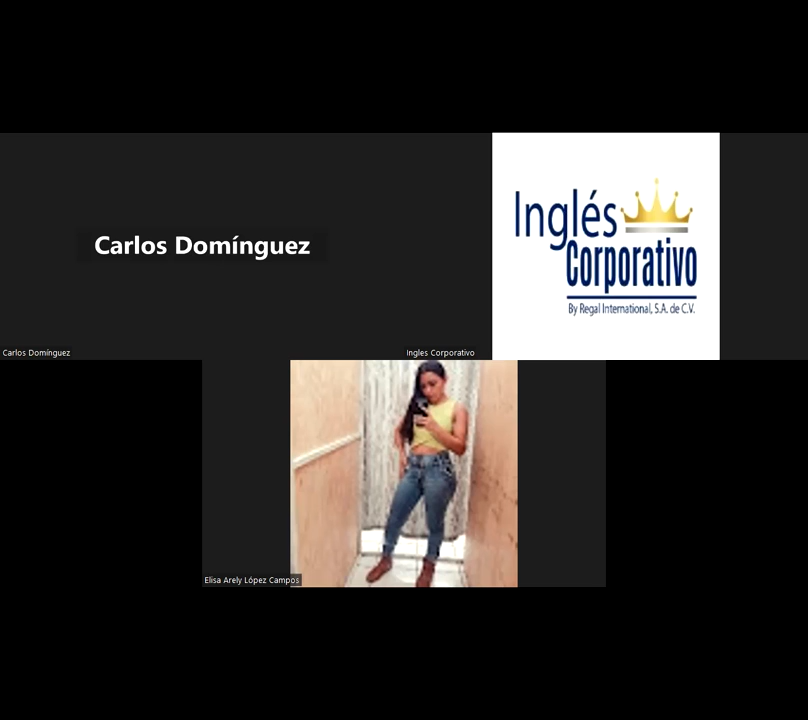 Carlos Domínguez
Inglés
Corporativo
By Regal International, S.A. de C.V.
Carlos Domínguez
Ingles Corporativo
Elisa Arely López Campos